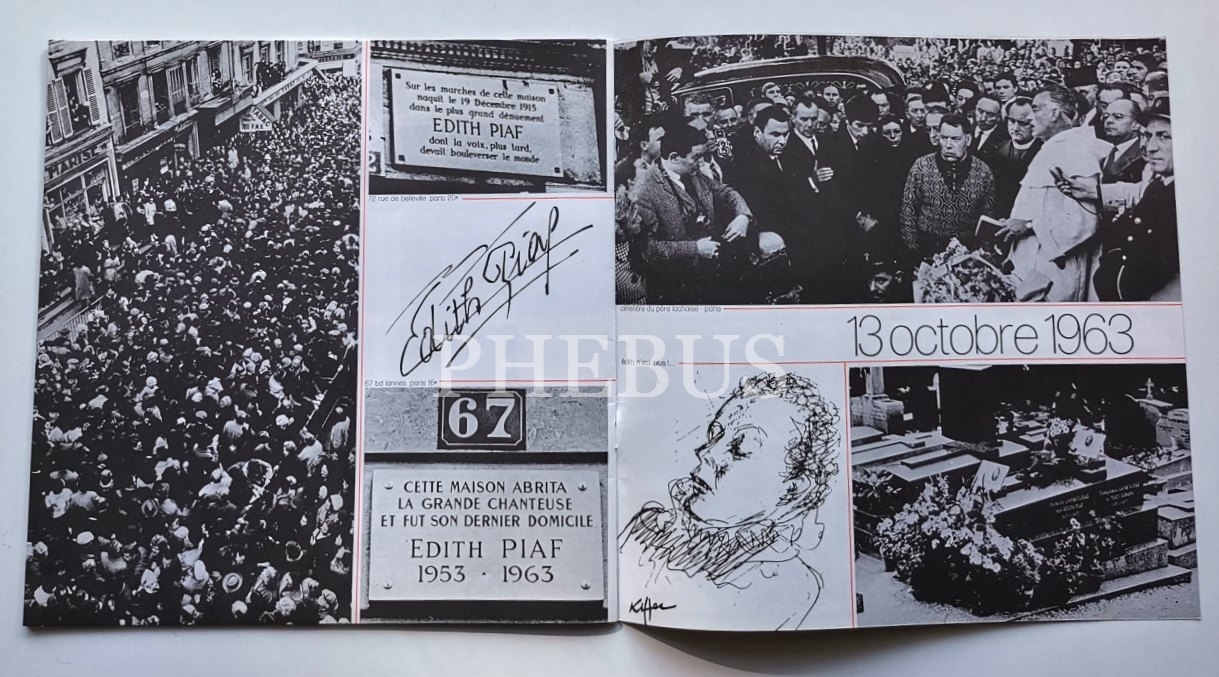 Sur les marches de cette maison
naquit le 19 Décembre 1915
dans le plus grand dénuement
EDITH PIAF
dont la voix, plus tard,
devait bouleverser le monde
72 rue de belleville paris 20e
Edith Piaf
67 bd lannes paris 16e
67
CETTE MAISON ABRITA
LA GRANDE CHANTEUSE
ET FUT SON DERNIER DOMICILE
EDITH PIAF
1953 · 1963
cimetière du père lachaise - paris
13 octobre 1963
édith n'est plus !...
Kiffer
PHEBUS